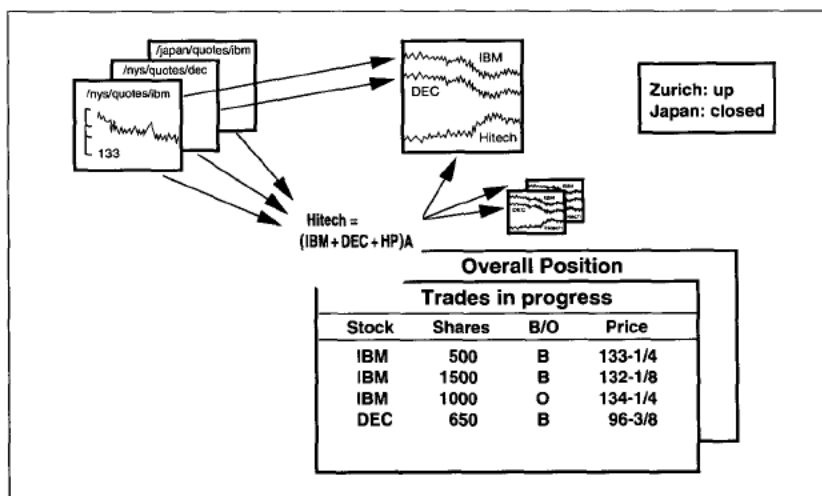 /japan/quotes/ibm
/nys/quotes/dec
/nys/quotes/ibm
133
IBM
DEC
Hitech
Zurich: up
Japan: closed
Hitech =
(IBM+DEC+HP)A
IBM
DEC
Overall Position
Trades in progress
Stock Shares B/O Price
IBM 500 B 133-1/4
IBM 1500 B 132-1/8
IBM 1000 O 134-1/4
DEC 650 B 96-3/8